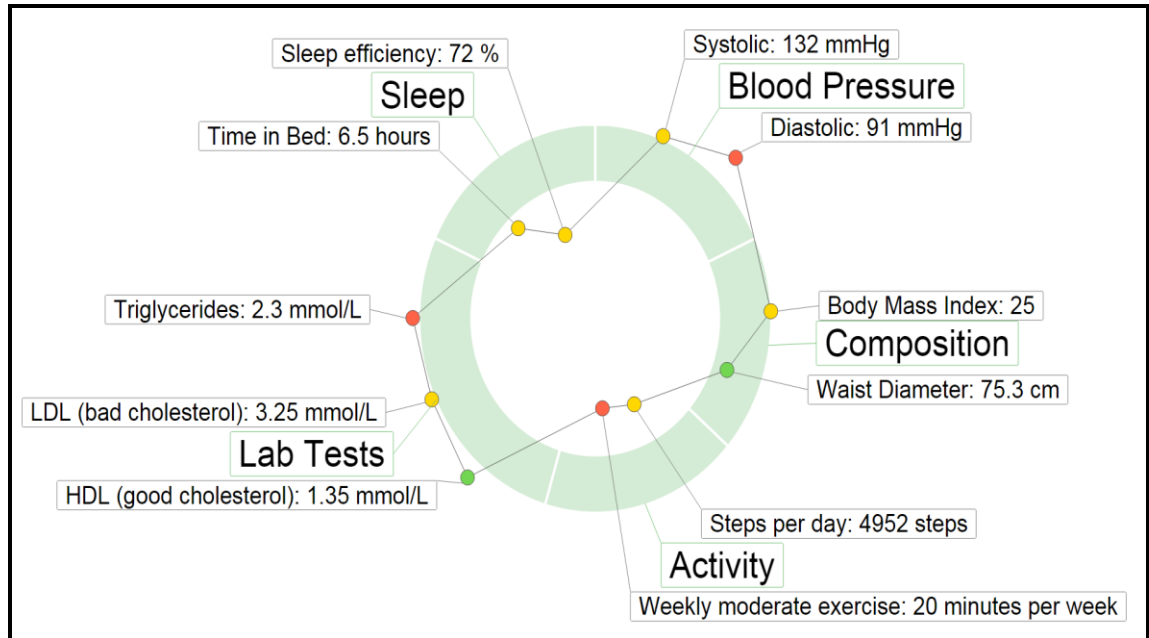 Sleep efficiency: 72 %
Systolic: 132 mmHg
Sleep
Blood Pressure
Time in Bed: 6.5 hours
Diastolic: 91 mmHg
Triglycerides: 2.3 mmol/L
Body Mass Index: 25
Composition
Waist Diameter: 75.3 cm
LDL (bad cholesterol): 3.25 mmol/L
Lab Tests
HDL (good cholesterol): 1.35 mmol/L
Steps per day: 4952 steps
Activity
Weekly moderate exercise: 20 minutes per week